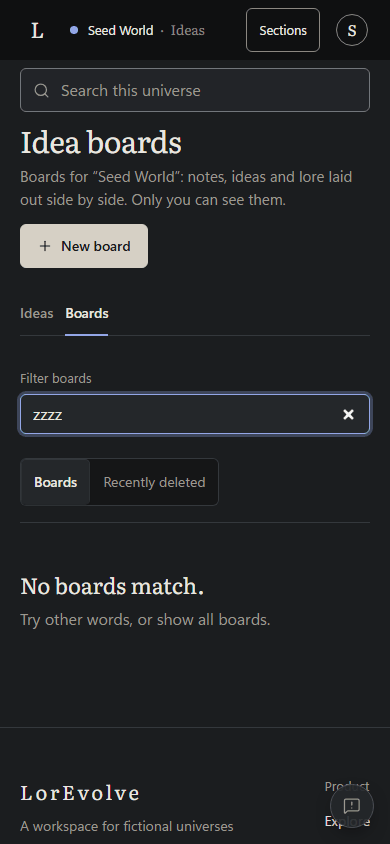 L Seed World · Ideas Sections S
Search this universe
Idea boards
Boards for “Seed World”: notes, ideas and lore laid
out side by side. Only you can see them.
+ New board
Ideas Boards
Filter boards
zzzz
Boards Recently deleted
No boards match.
Try other words, or show all boards.
LorEvolve
Product
A workspace for fictional universes
Explore